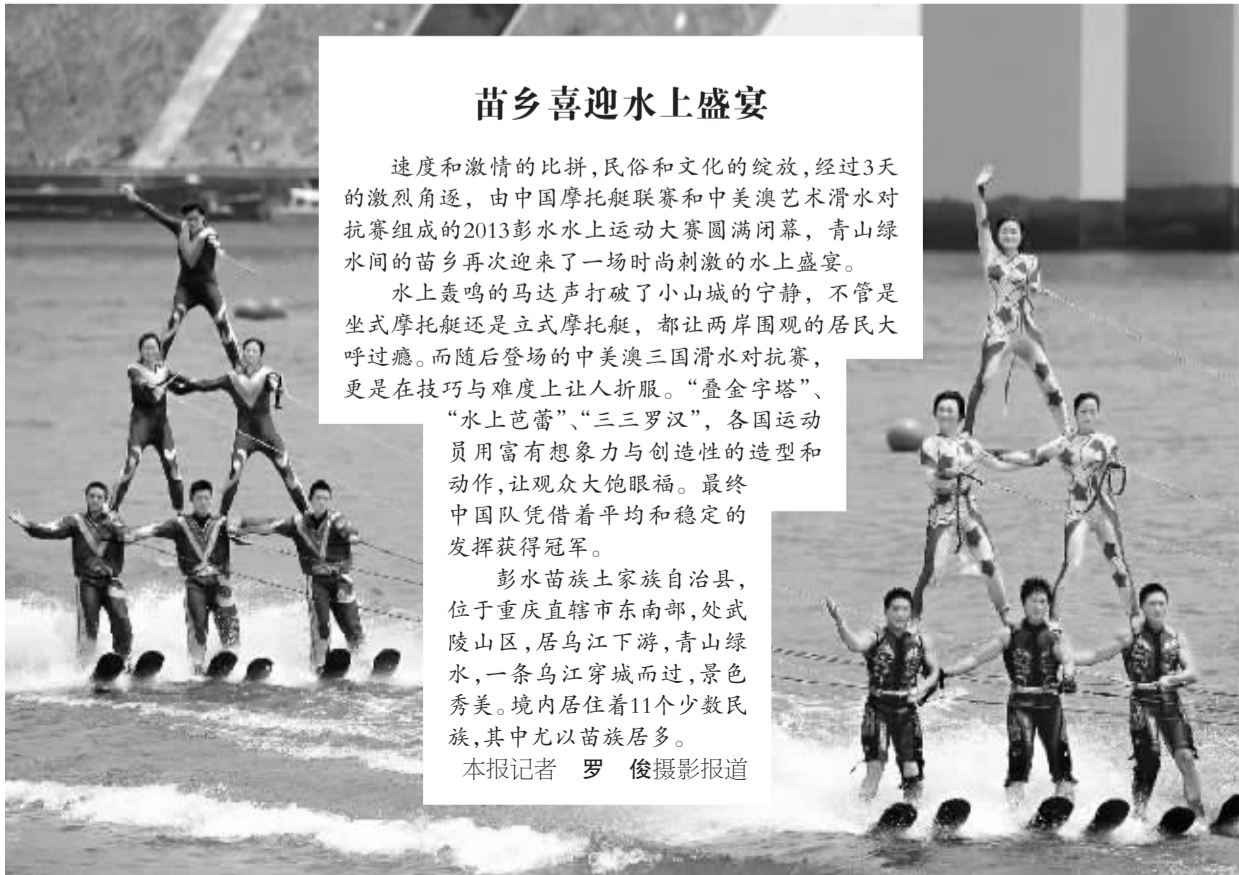 苗乡喜迎水上盛宴
速度和激情的比拼,民俗和文化的绽放,经过3天
的激烈角逐，由中国摩托艇联赛和中美澳艺术滑水对
抗赛组成的2013彭水水上运动大赛圆满闭幕，青山绿
水间的苗乡再次迎来了一场时尚刺激的水上盛宴。
水上轰鸣的马达声打破了小山城的宁静，不管是
坐式摩托艇还是立式摩托艇，都让两岸围观的居民大
呼过瘾。而随后登场的中美澳三国滑水对抗赛，
更是在技巧与难度上让人折服。“叠金字塔”、
“水上芭蕾”、“三三罗汉”，各国运动
员用富有想象力与创造性的造型和
动作,让观众大饱眼福。最终
中国队凭借着平均和稳定的
发挥获得冠军。
彭水苗族土家族自治县，
位于重庆直辖市东南部,处武
陵山区,居乌江下游,青山绿
水,一条乌江穿城而过,景色
秀美。境内居住着11个少数民
族,其中尤以苗族居多。
本报记者　罗　俊摄影报道